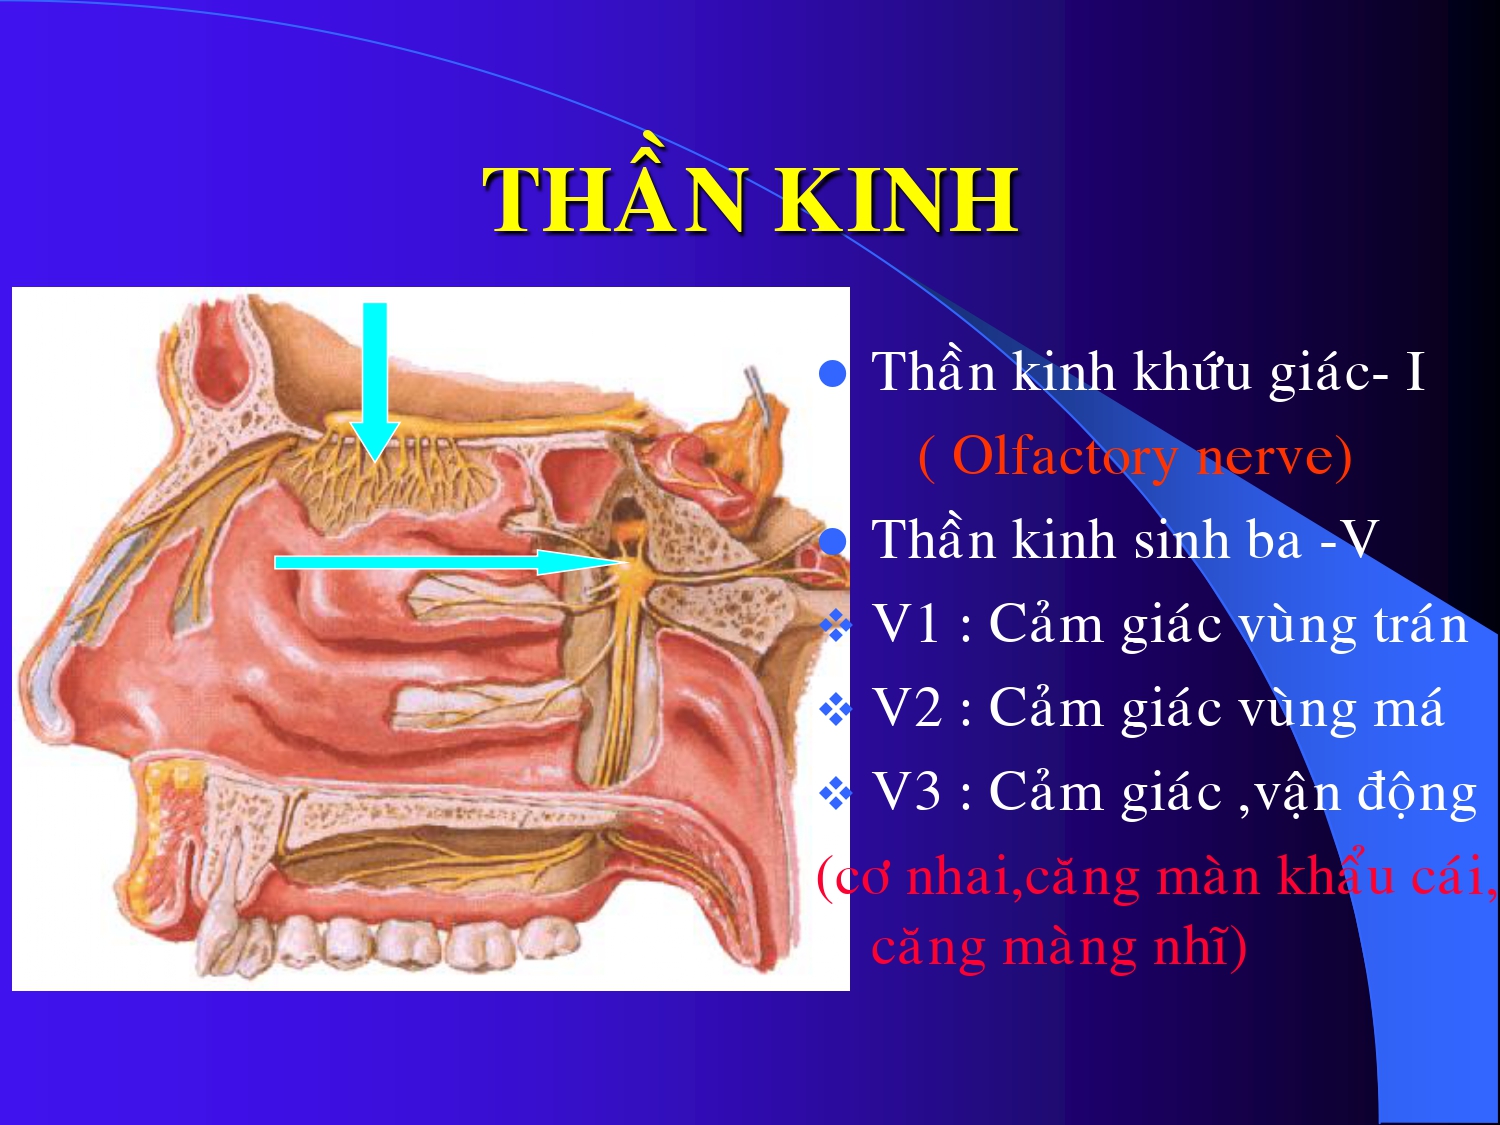 THẦN KINH
Thần kinh khứu giác- I
( Olfactory nerve)
Thần kinh sinh ba -V
V1 : Cảm giác vùng trán
V2 : Cảm giác vùng má
V3 : Cảm giác ,vận động
(cơ nhai,căng màn khẩu cái,
căng màng nhĩ)